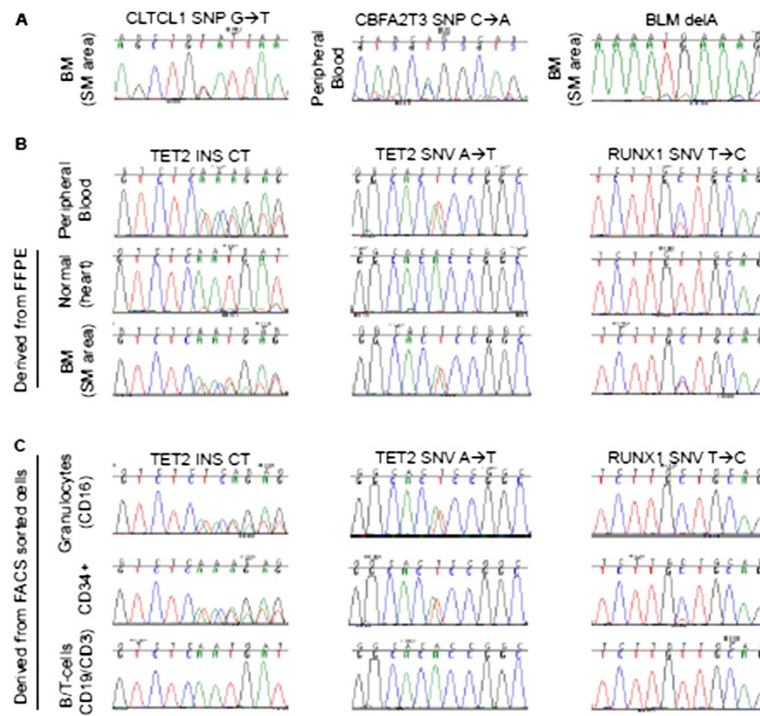 A
CLTCL1 SNP G→T
CBFA2T3 SNP C→A
BLM delA
BM
(SM area)
Peripheral
Blood
BM
(SM area)
A A A A T G A A A G
B
TET2 INS CT
TET2 SNV A→T
RUNX1 SNV T→C
Peripheral
Blood
G T C T C A A A G A G
G G C A C T C C G G C
T C T T G C T G C A G
Derived from FFPE
Normal
(heart)
G T C T C A A T G A T
G G C A C A C C G G C
T C T T G T T G C A G
BM
(SM area)
G T C T C A A T G A G
G G C A C T C C G G C
T C T T G C T G C A G
C
TET2 INS CT
TET2 SNV A→T
RUNX1 SNV T→C
Derived from FACS sorted cells
Granulocytes
(CD16)
G T C T C T C A G A G
G G C A C T C C G G C
T C T T G C T G C A G
CD34+
G T C T C A A A G A G
G G C A C T C C G G C
T C T T G C T G C A G
B/T-cells
CD19/CD3)
G T C T C A A T G A T
G G C A C A C C G G C
T C T T G T T G C A G